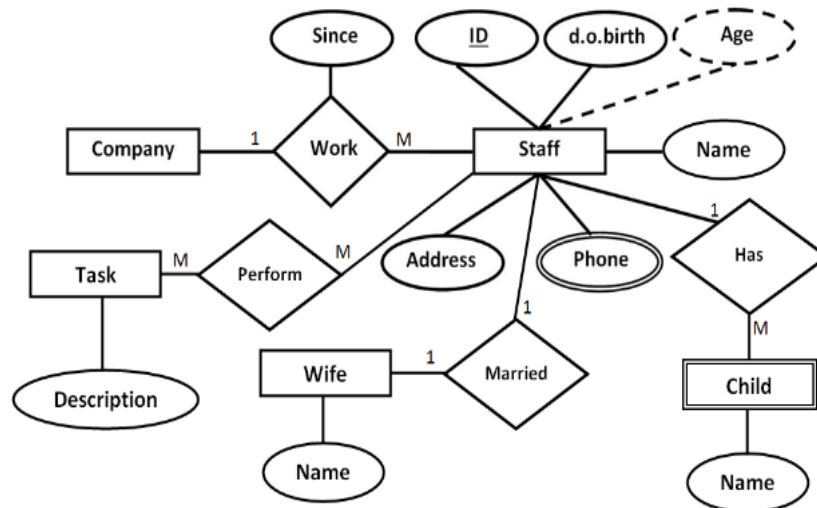 Since
ID
d.o.birth
Age
Company
1
Work
M
Staff
Name
Task
M
Perform
M
Address
Phone
1
Has
M
Description
Wife
1
Married
1
Child
Name
Name